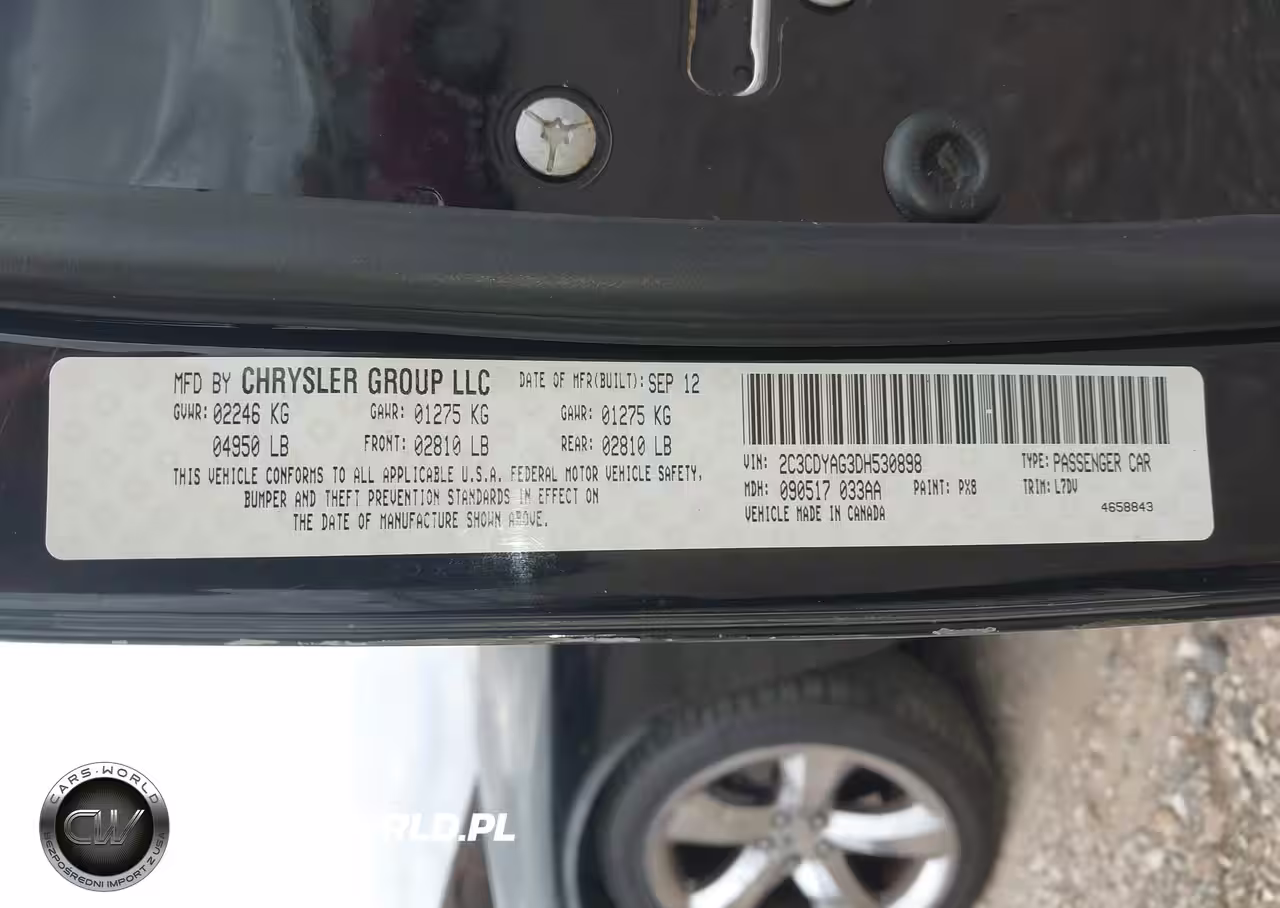 MFD BY CHRYSLER GROUP LLC DATE OF MFR(BUILT): SEP 12
GVWR: 02246 KG GAWR: 01275 KG GAWR: 01275 KG
04950 LB FRONT: 02810 LB REAR: 02810 LB
THIS VEHICLE CONFORMS TO ALL APPLICABLE U.S.A. FEDERAL MOTOR VEHICLE SAFETY,
BUMPER AND THEFT PREVENTION STANDARDS IN EFFECT ON
THE DATE OF MANUFACTURE SHOWN ABOVE.
VIN: 2C3CDYAG3DH530898 TYPE: PASSENGER CAR
MDH: 090517 033AA PAINT: PX8 TRIM: L7DV
VEHICLE MADE IN CANADA 4658843
CARS-WORLD
CW
BEZPOŚREDNI IMPORT Z USA
RLD.PL